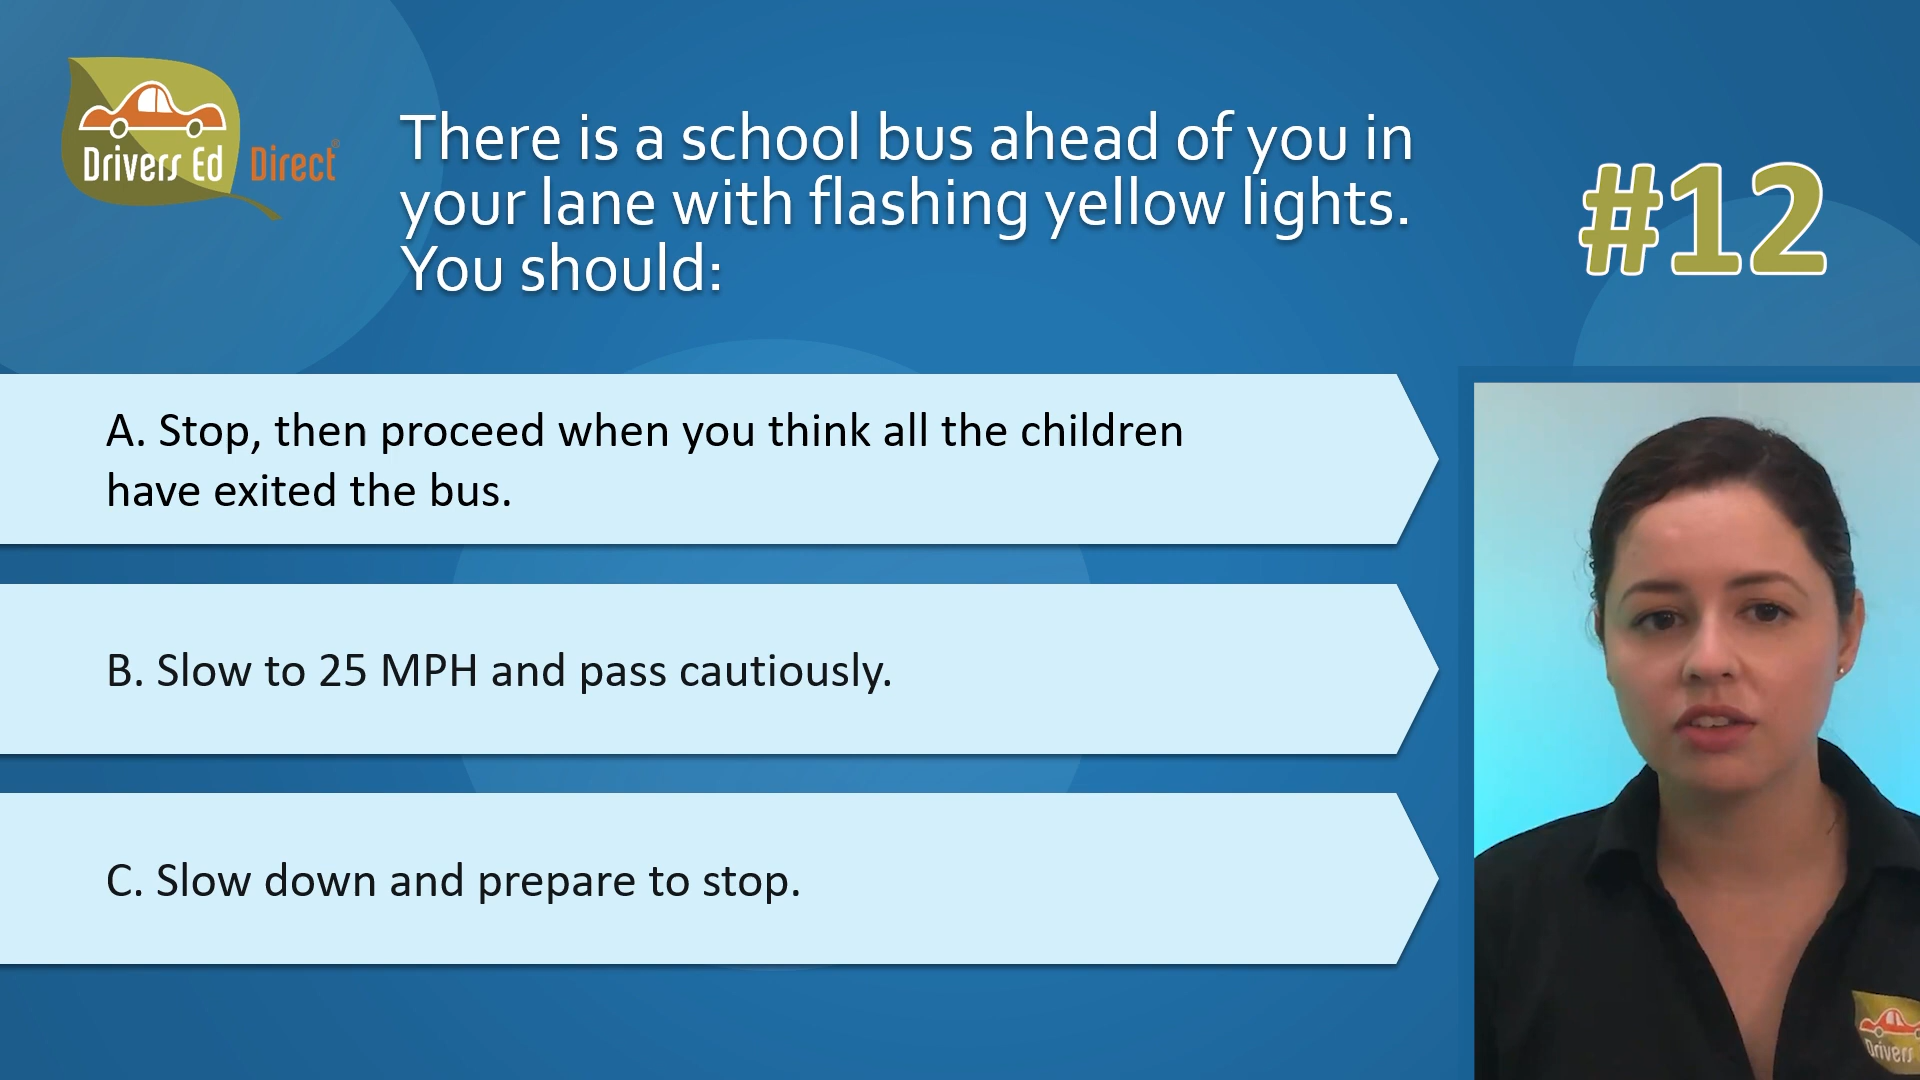 Drivers Ed Direct®
There is a school bus ahead of you in
your lane with flashing yellow lights.
You should:
#12
A. Stop, then proceed when you think all the children
have exited the bus.
B. Slow to 25 MPH and pass cautiously.
C. Slow down and prepare to stop.
Drivers